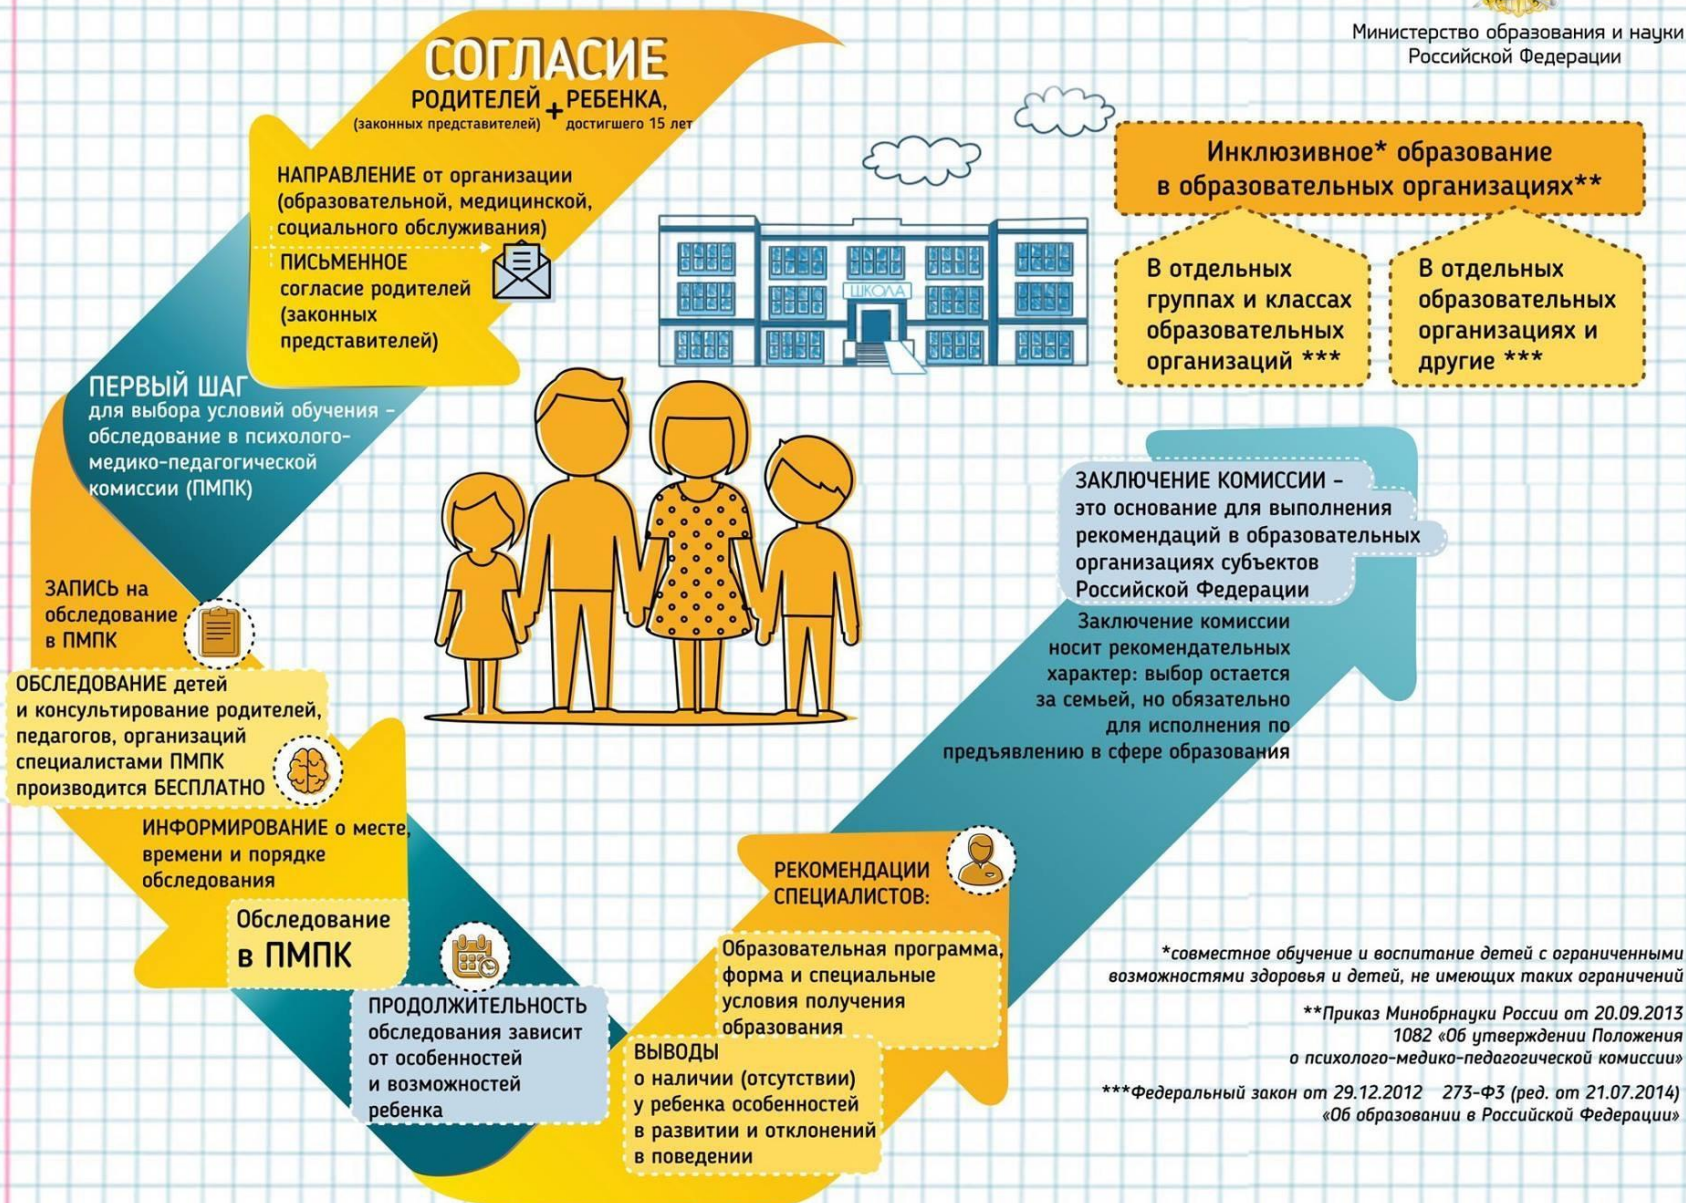 Министерство образования и науки
Российской Федерации
СОГЛАСИЕ
РОДИТЕЛЕЙ + РЕБЕНКА,
(законных представителей) достигшего 15 лет
НАПРАВЛЕНИЕ от организации
(образовательной, медицинской,
социального обслуживания)
ПИСЬМЕННОЕ
согласие родителей
(законных
представителей)
ПЕРВЫЙ ШАГ
для выбора условий обучения –
обследование в психолого-
медико-педагогической
комиссии (ПМПК)
ЗАПИСЬ на
обследование
в ПМПК
ОБСЛЕДОВАНИЕ детей
и консультирование родителей,
педагогов, организаций
специалистами ПМПК
производится БЕСПЛАТНО
ИНФОРМИРОВАНИЕ о месте,
времени и порядке
обследования
Обследование
в ПМПК
ПРОДОЛЖИТЕЛЬНОСТЬ
обследования зависит
от особенностей
и возможностей
ребенка
ВЫВОДЫ
о наличии (отсутствии)
у ребенка особенностей
в развитии и отклонений
в поведении
РЕКОМЕНДАЦИИ
СПЕЦИАЛИСТОВ:
Образовательная программа,
форма и специальные
условия получения
образования
ЗАКЛЮЧЕНИЕ КОМИССИИ –
это основание для выполнения
рекомендаций в образовательных
организациях субъектов
Российской Федерации
Заключение комиссии
носит рекомендательных
характер: выбор остается
за семьей, но обязательно
для исполнения по
предъявлению в сфере образования
ШКОЛА
Инклюзивное* образование
в образовательных организациях**
В отдельных
группах и классах
образовательных
организаций ***
В отдельных
образовательных
организациях и
другие ***
*совместное обучение и воспитание детей с ограниченными
возможностями здоровья и детей, не имеющих таких ограничений
**Приказ Минобрнауки России от 20.09.2013
1082 «Об утверждении Положения
о психолого-медико-педагогической комиссии»
***Федеральный закон от 29.12.2012 273-ФЗ (ред. от 21.07.2014)
«Об образовании в Российской Федерации»